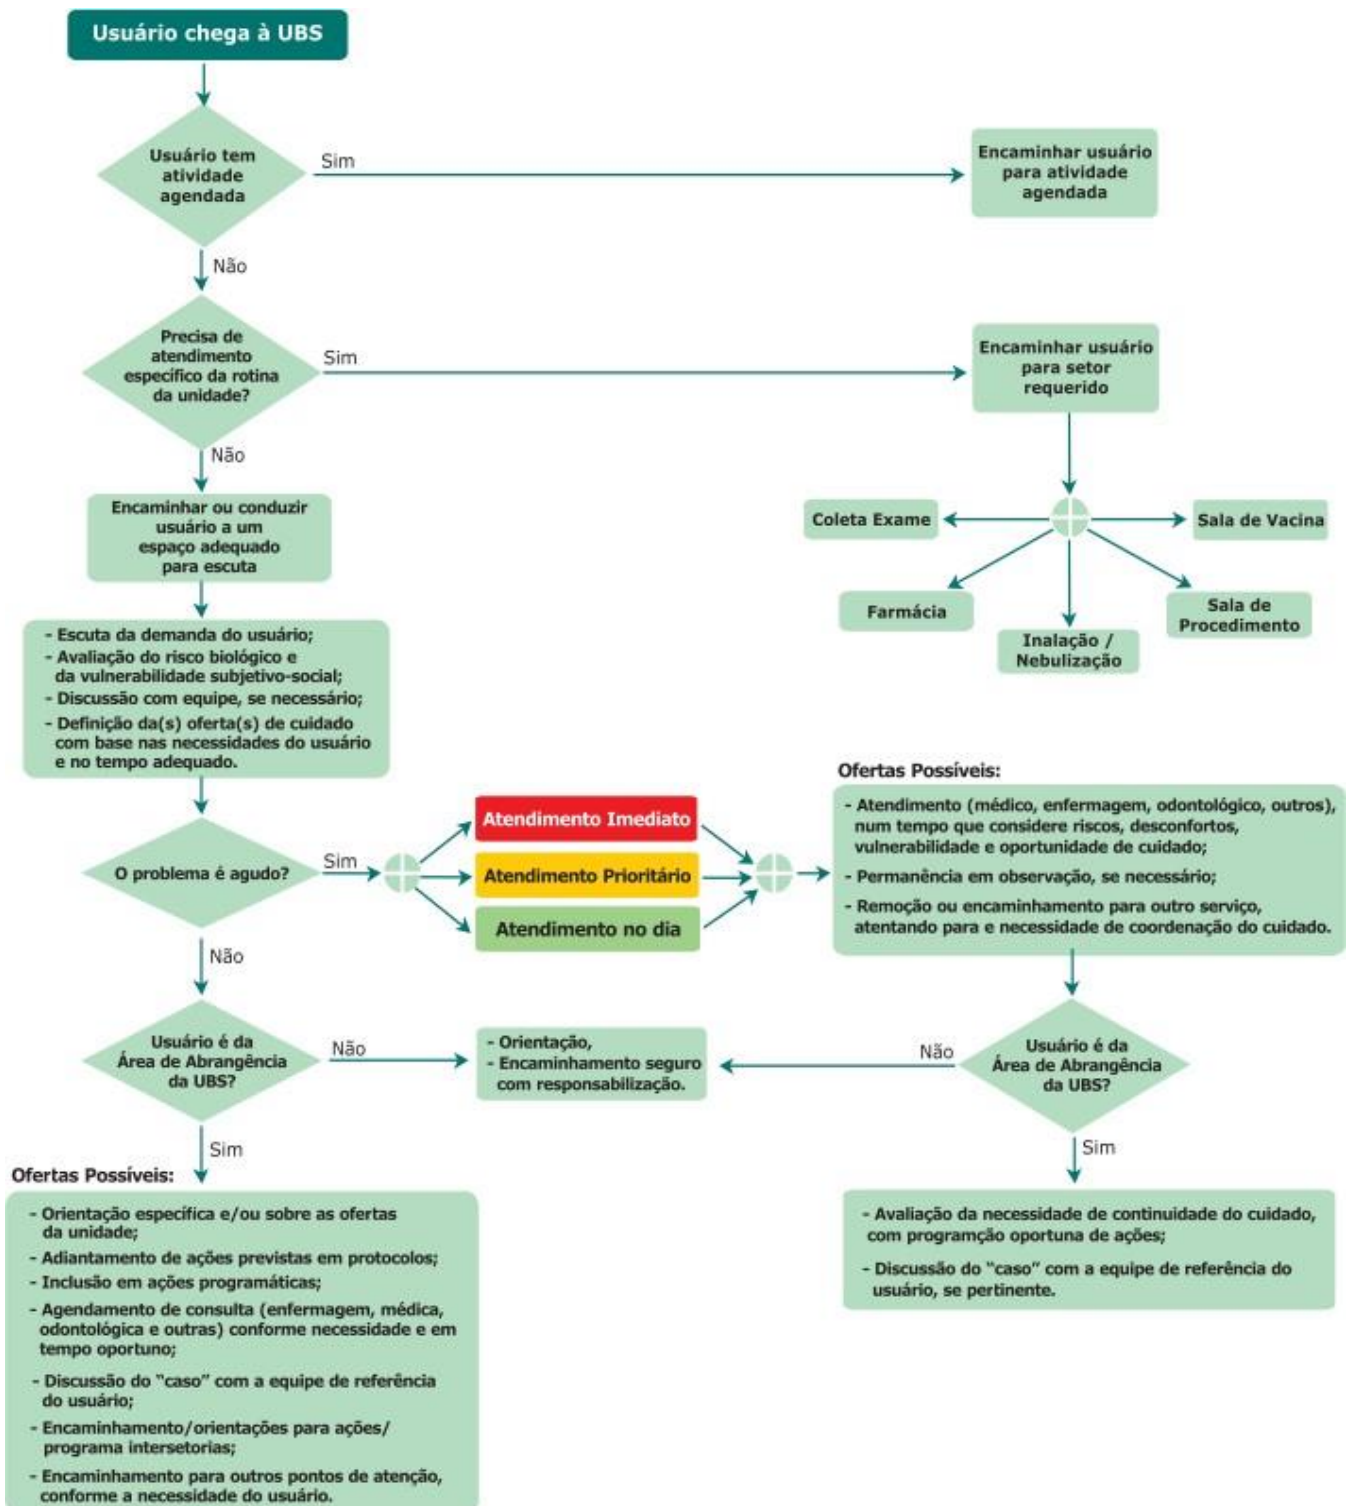 Usuário chega à UBS
Usuário tem
atividade
agendada
Sim
Encaminhar usuário
para atividade
agendada
Não
Precisa de
atendimento
específico da rotina
da unidade?
Sim
Encaminhar usuário
para setor
requerido
Não
Encaminhar ou conduzir
usuário a um
espaço adequado
para escuta
Coleta Exame
Sala de Vacina
Farmácia
Sala de
Procedimento
Inalação /
Nebulização
- Escuta da demanda do usuário;
- Avaliação do risco biológico e
da vulnerabilidade subjetivo-social;
- Discussão com equipe, se necessário;
- Definição da(s) oferta(s) de cuidado
com base nas necessidades do usuário
e no tempo adequado.
O problema é agudo?
Sim
Atendimento Imediato
Atendimento Prioritário
Atendimento no dia
Ofertas Possíveis:
- Atendimento (médico, enfermagem, odontológico, outros),
num tempo que considere riscos, desconfortos,
vulnerabilidade e oportunidade de cuidado;
- Permanência em observação, se necessário;
- Remoção ou encaminhamento para outro serviço,
atentando para e necessidade de coordenação do cuidado.
Não
Usuário é da
Área de Abrangência
da UBS?
Não
- Orientação,
- Encaminhamento seguro
com responsabilização.
Não
Usuário é da
Área de Abrangência
da UBS?
Sim
Ofertas Possíveis:
- Orientação específica e/ou sobre as ofertas
da unidade;
- Adiantamento de ações previstas em protocolos;
- Inclusão em ações programáticas;
- Agendamento de consulta (enfermagem, médica,
odontológica e outras) conforme necessidade e em
tempo oportuno;
- Discussão do "caso" com a equipe de referência
do usuário;
- Encaminhamento/orientações para ações/
programa intersetorias;
- Encaminhamento para outros pontos de atenção,
conforme a necessidade do usuário.
Sim
- Avaliação da necessidade de continuidade do cuidado,
com programção oportuna de ações;
- Discussão do "caso" com a equipe de referência do
usuário, se pertinente.